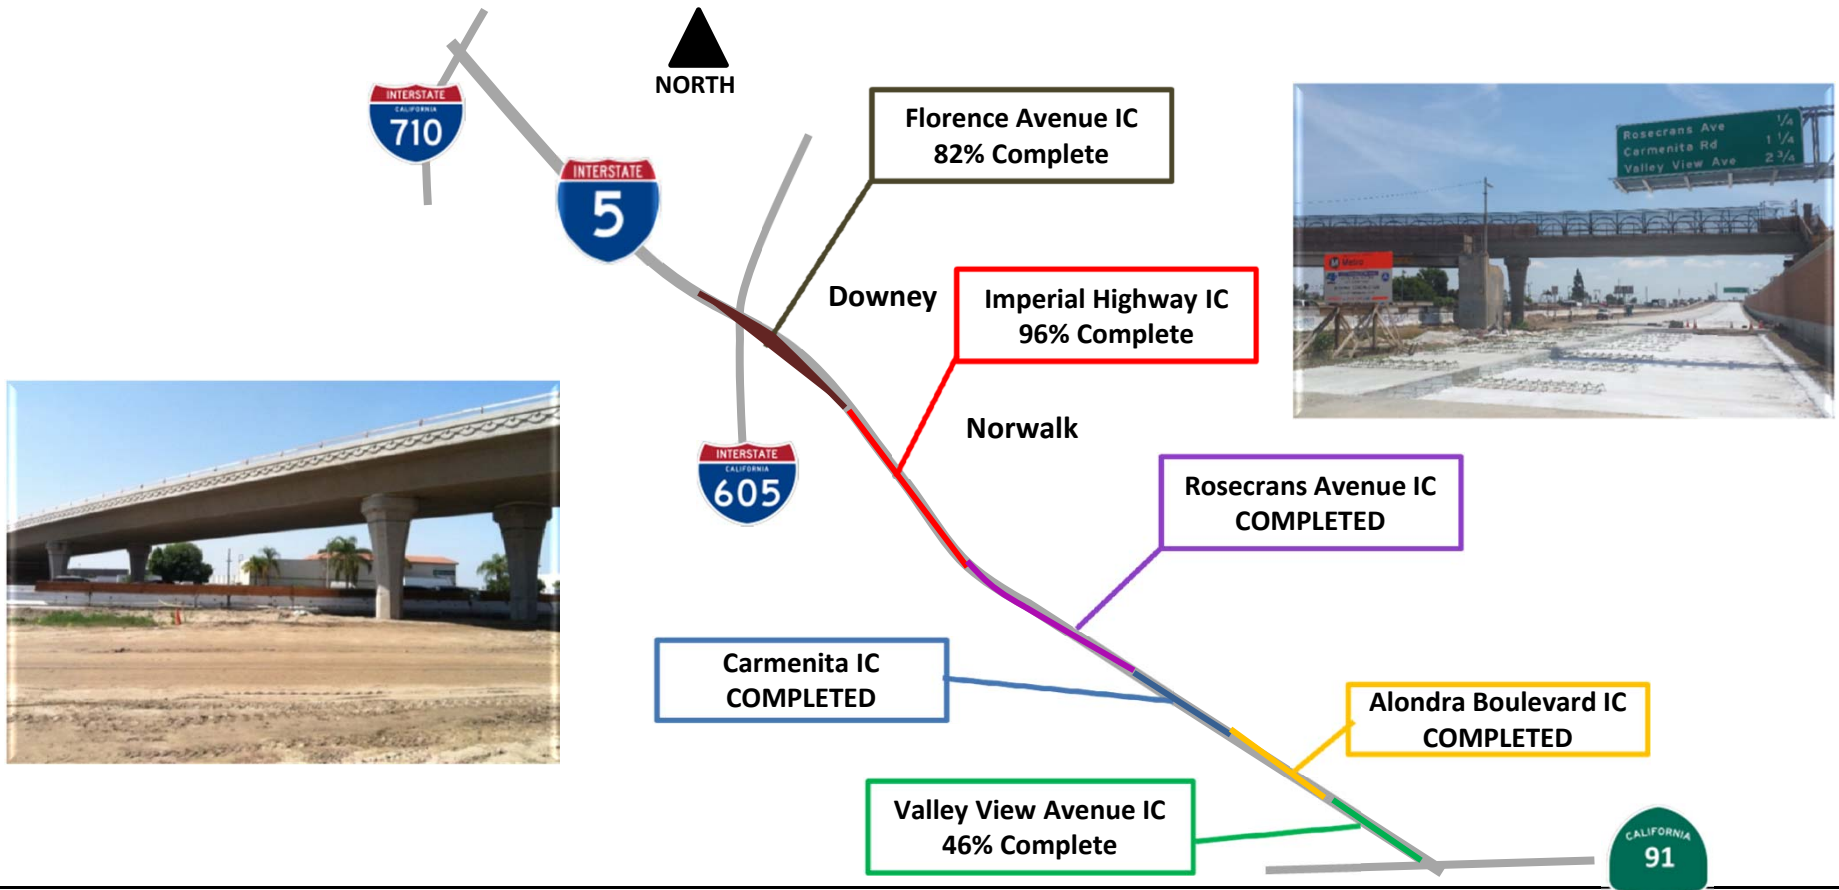 NORTH
INTERSTATE
CALIFORNIA
710
INTERSTATE
5
Florence Avenue IC
82% Complete
Rosecrans Ave 1/4
Carmenita Rd 1 1/4
Valley View Ave 2 3/4
Metro
Downey
Imperial Highway IC
96% Complete
Norwalk
INTERSTATE
CALIFORNIA
605
Rosecrans Avenue IC
COMPLETED
Carmenita IC
COMPLETED
Alondra Boulevard IC
COMPLETED
Valley View Avenue IC
46% Complete
CALIFORNIA
91